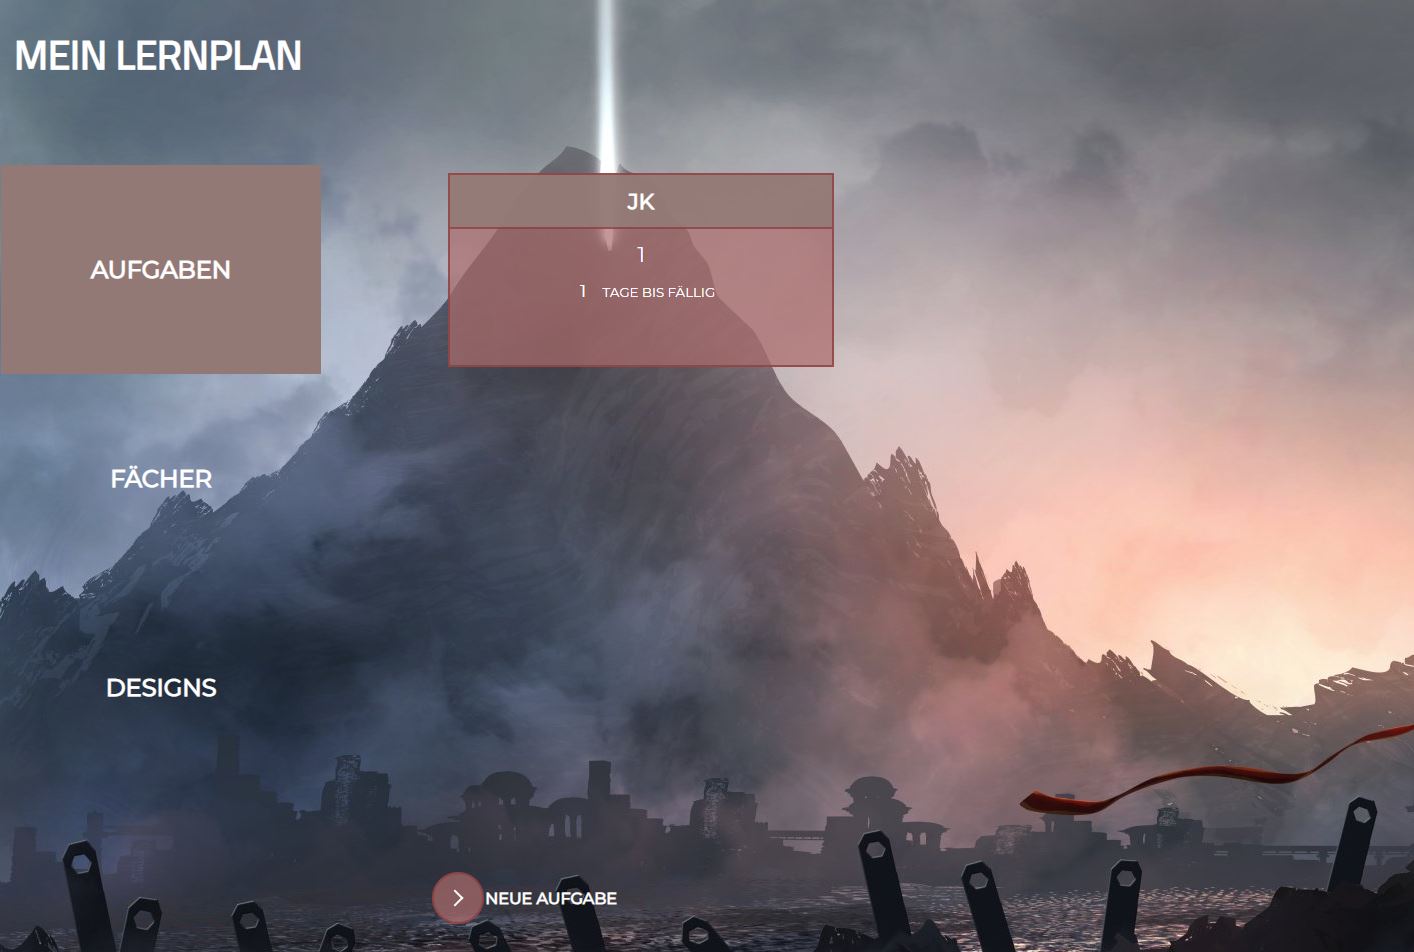 MEIN LERNPLAN
AUFGABEN
FÄCHER
DESIGNS
JK
1
1 TAGE BIS FÄLLIG
NEUE AUFGABE